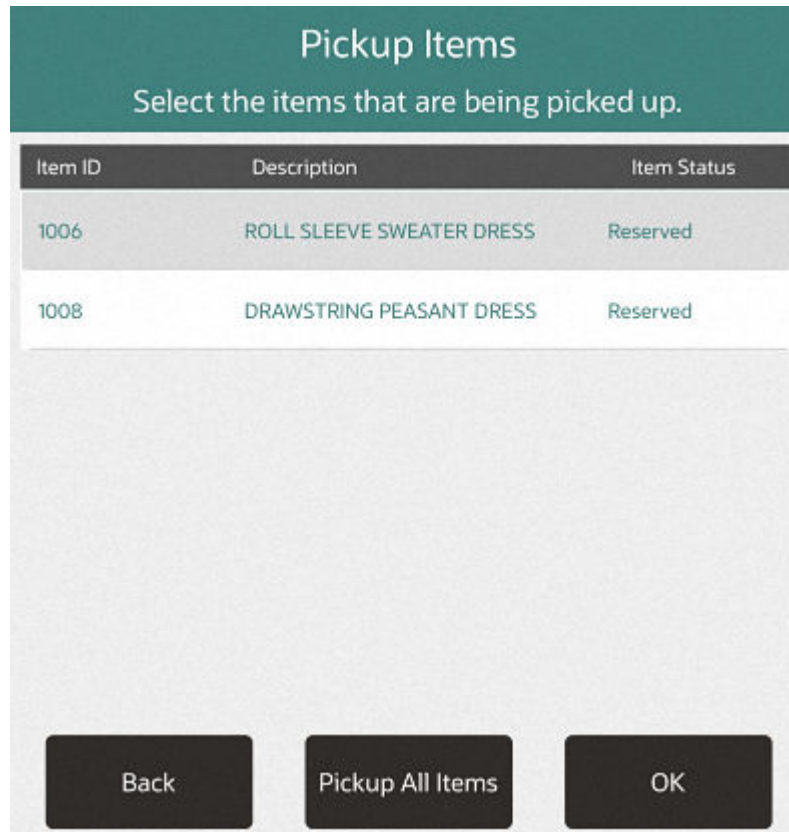 Pickup Items
Select the items that are being picked up.
Item ID Description Item Status
1006 ROLL SLEEVE SWEATER DRESS Reserved
1008 DRAWSTRING PEASANT DRESS Reserved
Back Pickup All Items OK